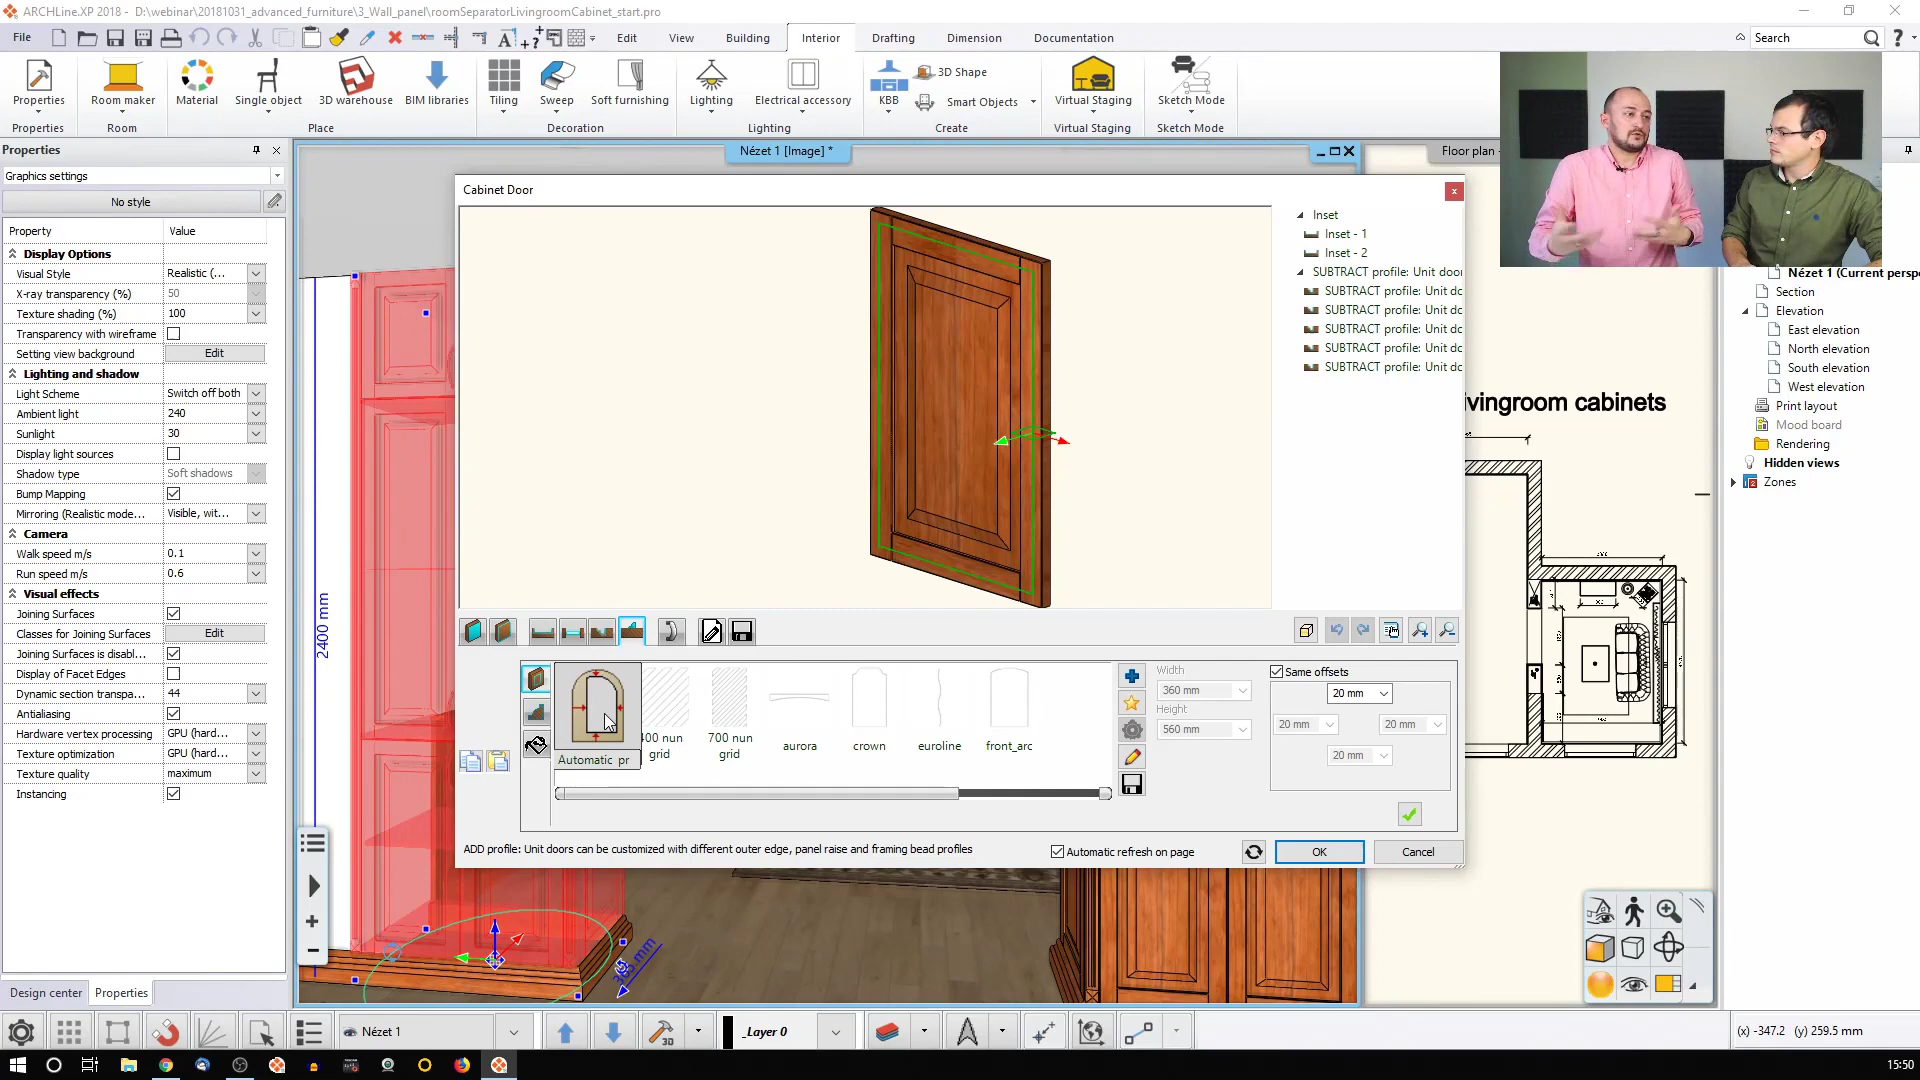 ARCHLine.XP 2018 - D:\webinar\20181031_advanced_furniture\3_Wall_panel\roomSeparatorLivingroomCabinet_start.pro
File Edit View Building Interior Drafting Dimension Documentation Search
Properties Room maker Material Single object 3D warehouse BIM libraries Tiling Sweep Soft furnishing Lighting Electrical accessory KBB 3D Shape Smart Objects Virtual Staging Sketch Mode
Properties Room Place Decoration Lighting Create Virtual Staging Sketch Mode
Properties
Graphics settings
No style
Property Value
Display Options
Visual Style Realistic (...
X-ray transparency (%) 50
Texture shading (%) 100
Transparency with wireframe
Setting view background Edit
Lighting and shadow
Light Scheme Switch off both
Ambient light 240
Sunlight 30
Display light sources
Shadow type Soft shadows
Bump Mapping
Mirroring (Realistic mode... Visible, wit...
Camera
Walk speed m/s 0.1
Run speed m/s 0.6
Visual effects
Joining Surfaces
Classes for Joining Surfaces Edit
Joining Surfaces is disabl...
Display of Facet Edges
Dynamic section transpa... 44
Antialiasing
Hardware vertex processing GPU (hard...
Texture optimization GPU (hard...
Texture quality maximum
Instancing
Design center Properties
Nézet 1 [Image] *
2400 mm
Cabinet Door
Inset
Inset - 1
Inset - 2
SUBTRACT profile: Unit door
SUBTRACT profile: Unit do
SUBTRACT profile: Unit do
SUBTRACT profile: Unit do
SUBTRACT profile: Unit do
SUBTRACT profile: Unit do
Automatic pr
400 nun
grid
700 nun
grid
aurora
crown
euroline
front_arc
Width
360 mm
Height
560 mm
Same offsets
20 mm
20 mm 20 mm
20 mm
ADD profile: Unit doors can be customized with different outer edge, panel raise and framing bead profiles
Automatic refresh on page
OK
Cancel
Floor plan -
ivingroom cabinets
Nézet 1 (Current persp
Section
Elevation
East elevation
North elevation
South elevation
West elevation
Print layout
Mood board
Rendering
Hidden views
Zones
Nézet 1
3D
_Layer 0
(x) -347.2 (y) 259.5 mm
15:50